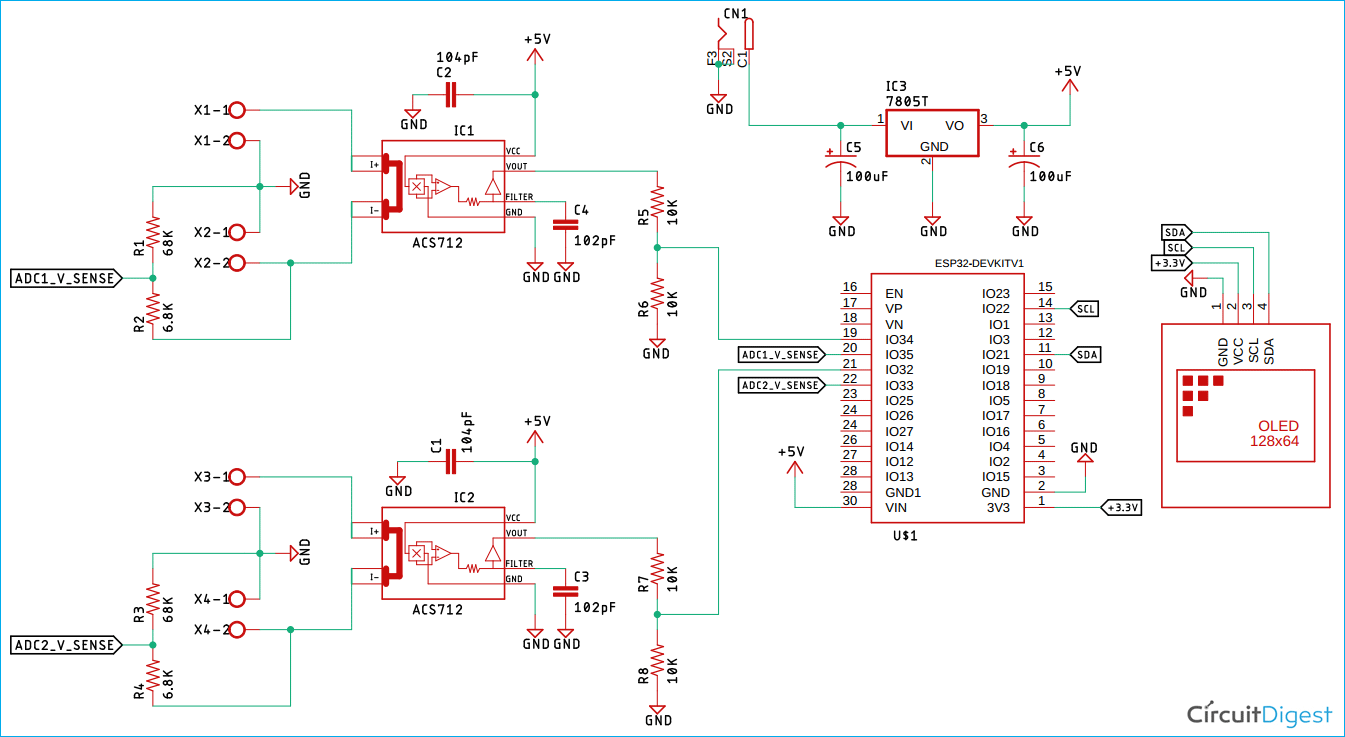 CN1
F3
S2
C1
GND
IC3
7805T
+5V
1
VI
VO
3
GND
2
C5
100uF
C6
100uF
GND
GND
GND
+5V
104pF
C2
GND
X1-1
X1-2
GND
X2-1
X2-2
R1
68K
ADC1_V_SENSE
R2
6.8K
IC1
VCC
VOUT
I+
FILTER
I-
GND
ACS712
C4
102pF
GND
GND
R5
10K
R6
10K
GND
+5V
C1
104pF
GND
X3-1
X3-2
GND
X4-1
X4-2
R3
68K
ADC2_V_SENSE
R4
6.8K
IC2
VCC
VOUT
I+
FILTER
I-
GND
ACS712
C3
102pF
GND
GND
R7
10K
R8
10K
GND
ESP32-DEVKITV1
16 EN IO23 15
17 VP IO22 14 SCL
18 VN IO1 13
19 IO34 IO3 12
ADC1_V_SENSE 20 IO35 IO21 11 SDA
21 IO32 IO19 10
ADC2_V_SENSE 22 IO33 IO18 9
23 IO25 IO5 8
24 IO26 IO17 7
24 IO27 IO16 6
26 IO14 IO4 5
27 IO12 IO2 4
28 IO13 IO15 3
28 GND1 GND 2
30 VIN 3V3 1
+5V
GND
+3.3V
U$1
SDA
SCL
+3.3V
GND
1
2
3
4
GND
VCC
SCL
SDA
OLED
128x64
CircuitDigest